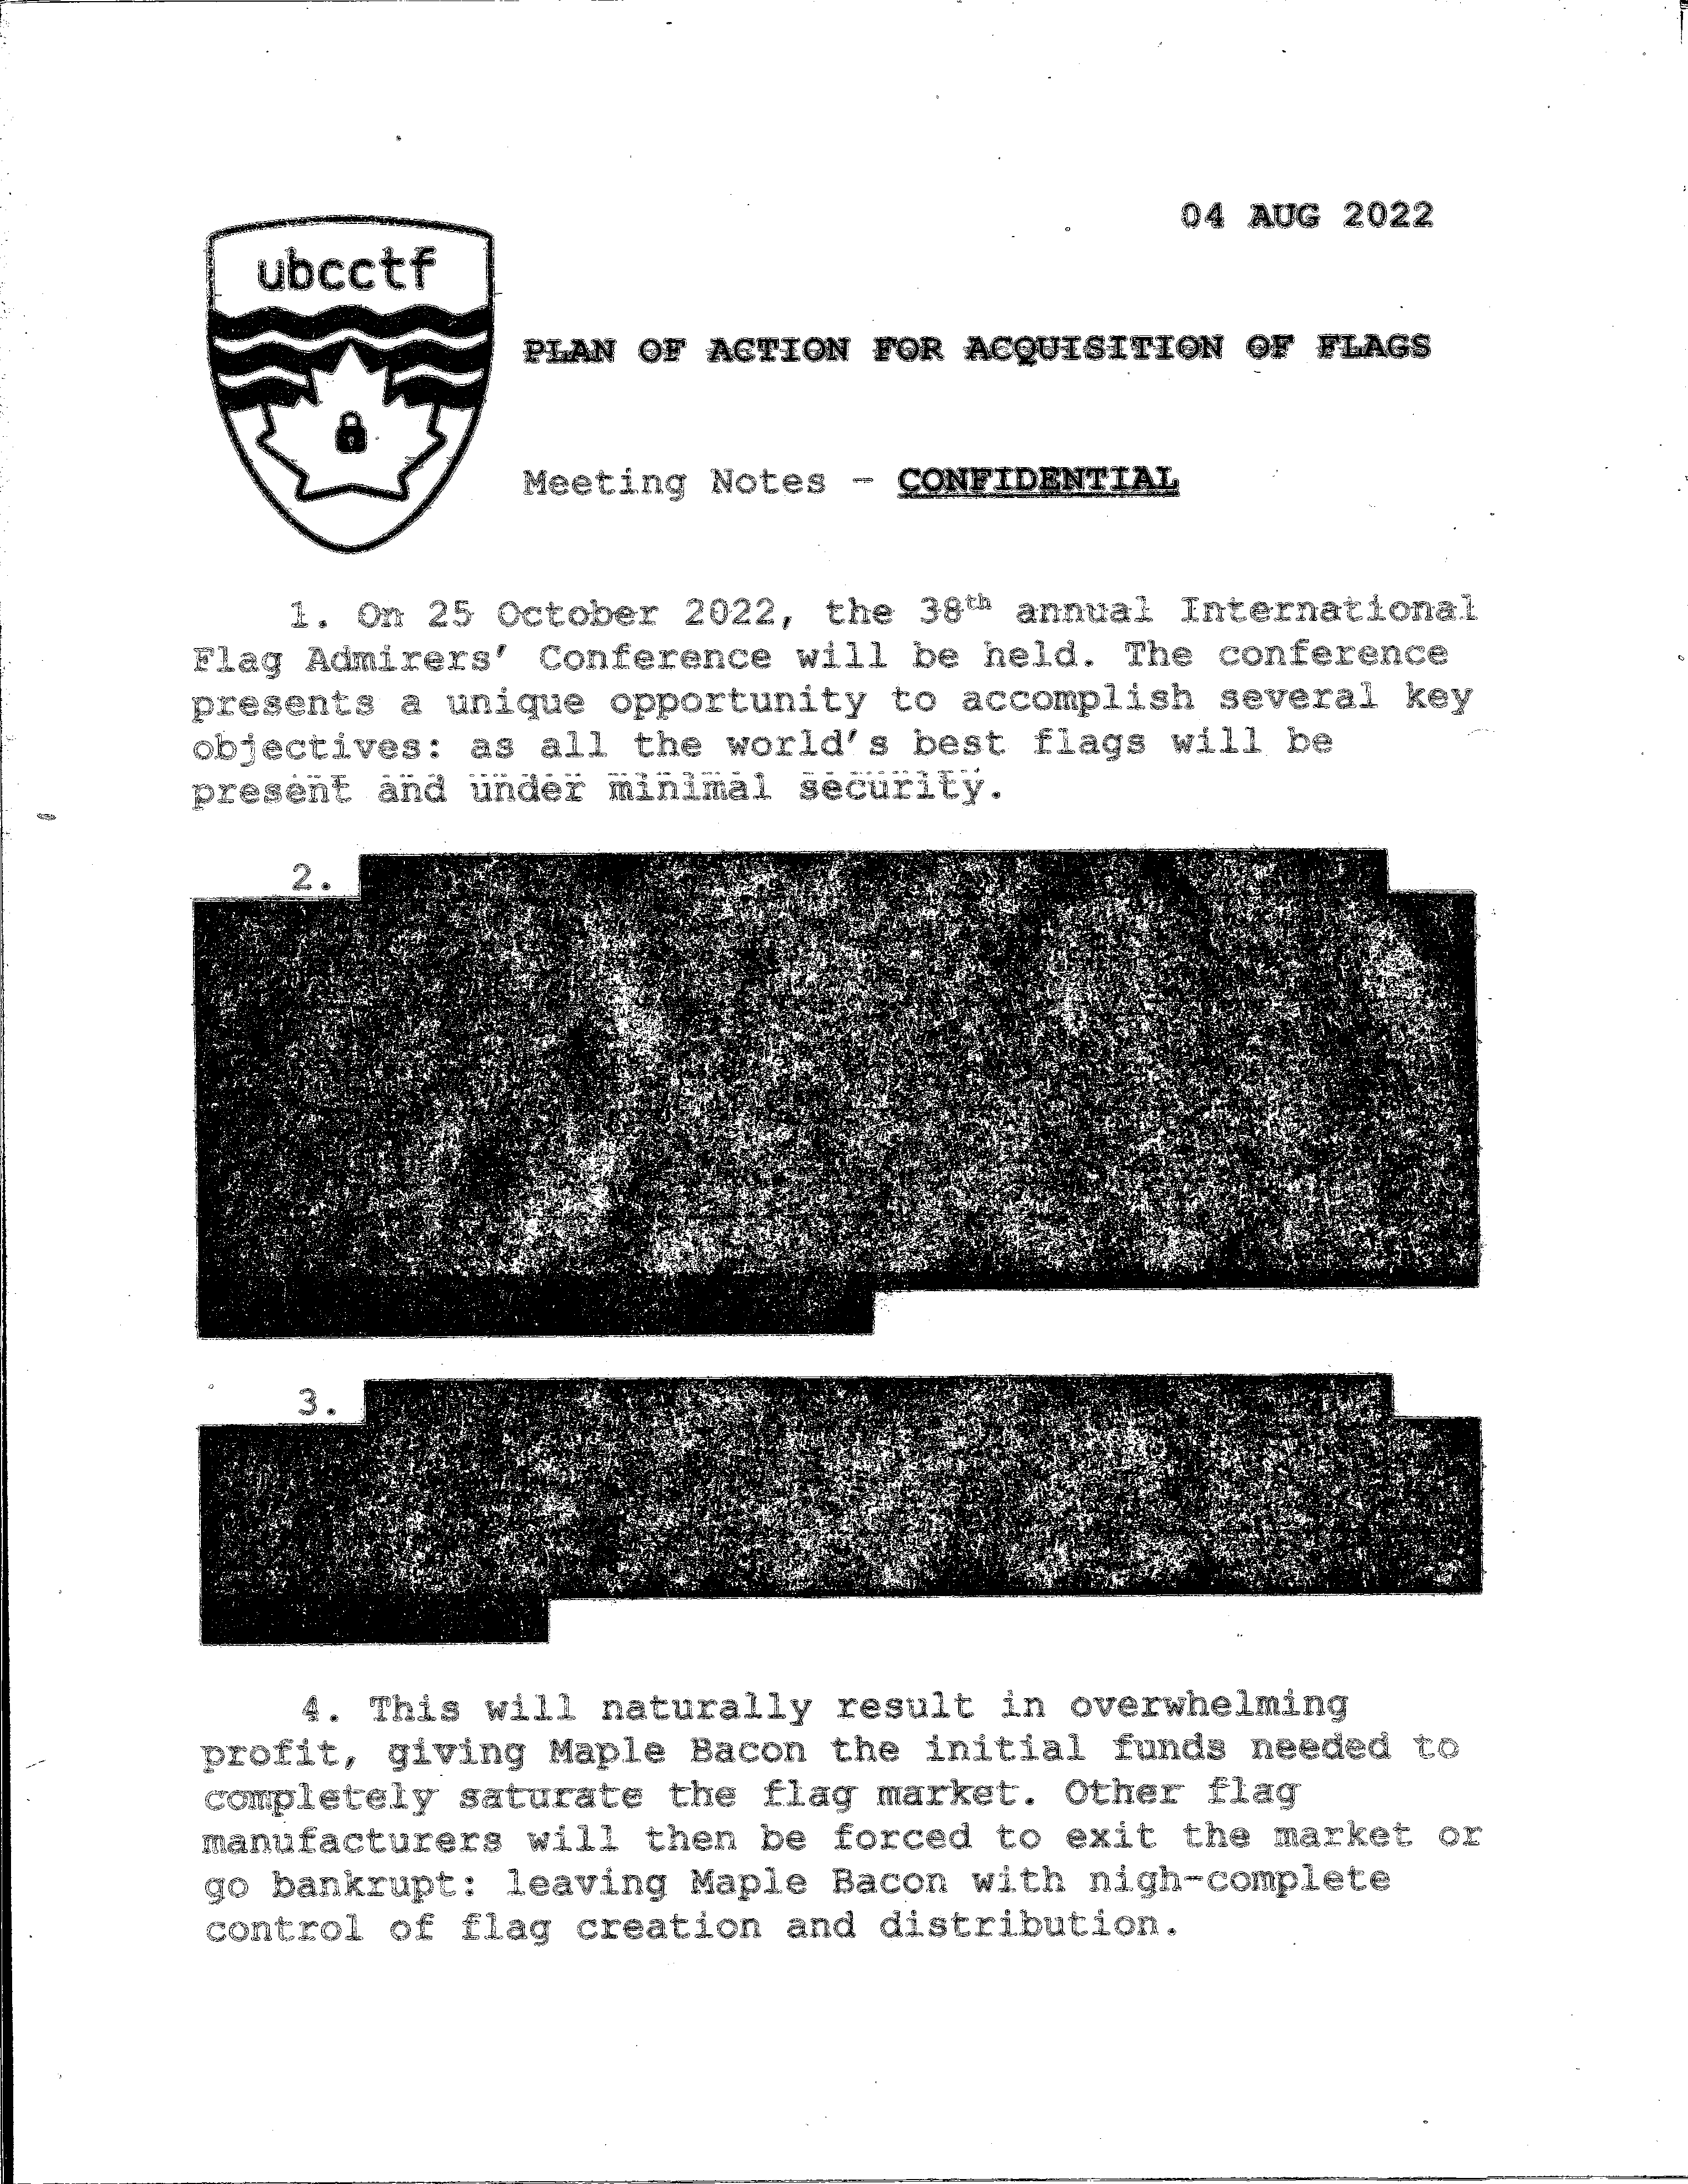 04 AUG 2022
ubcctf
PLAN OF ACTION FOR ACQUISITION OF FLAGS
Meeting Notes - CONFIDENTIAL
1. On 25 October 2022, the 38th annual International
Flag Admirers’ Conference will be held. The conference
presents a unique opportunity to accomplish several key
objectives: as all the world’s best flags will be
present and under minimal security.
2.
3.
4. This will naturally result in overwhelming
profit, giving Maple Bacon the initial funds needed to
completely saturate the flag market. Other flag
manufacturers will then be forced to exit the market or
go bankrupt: leaving Maple Bacon with nigh-complete
control of flag creation and distribution.